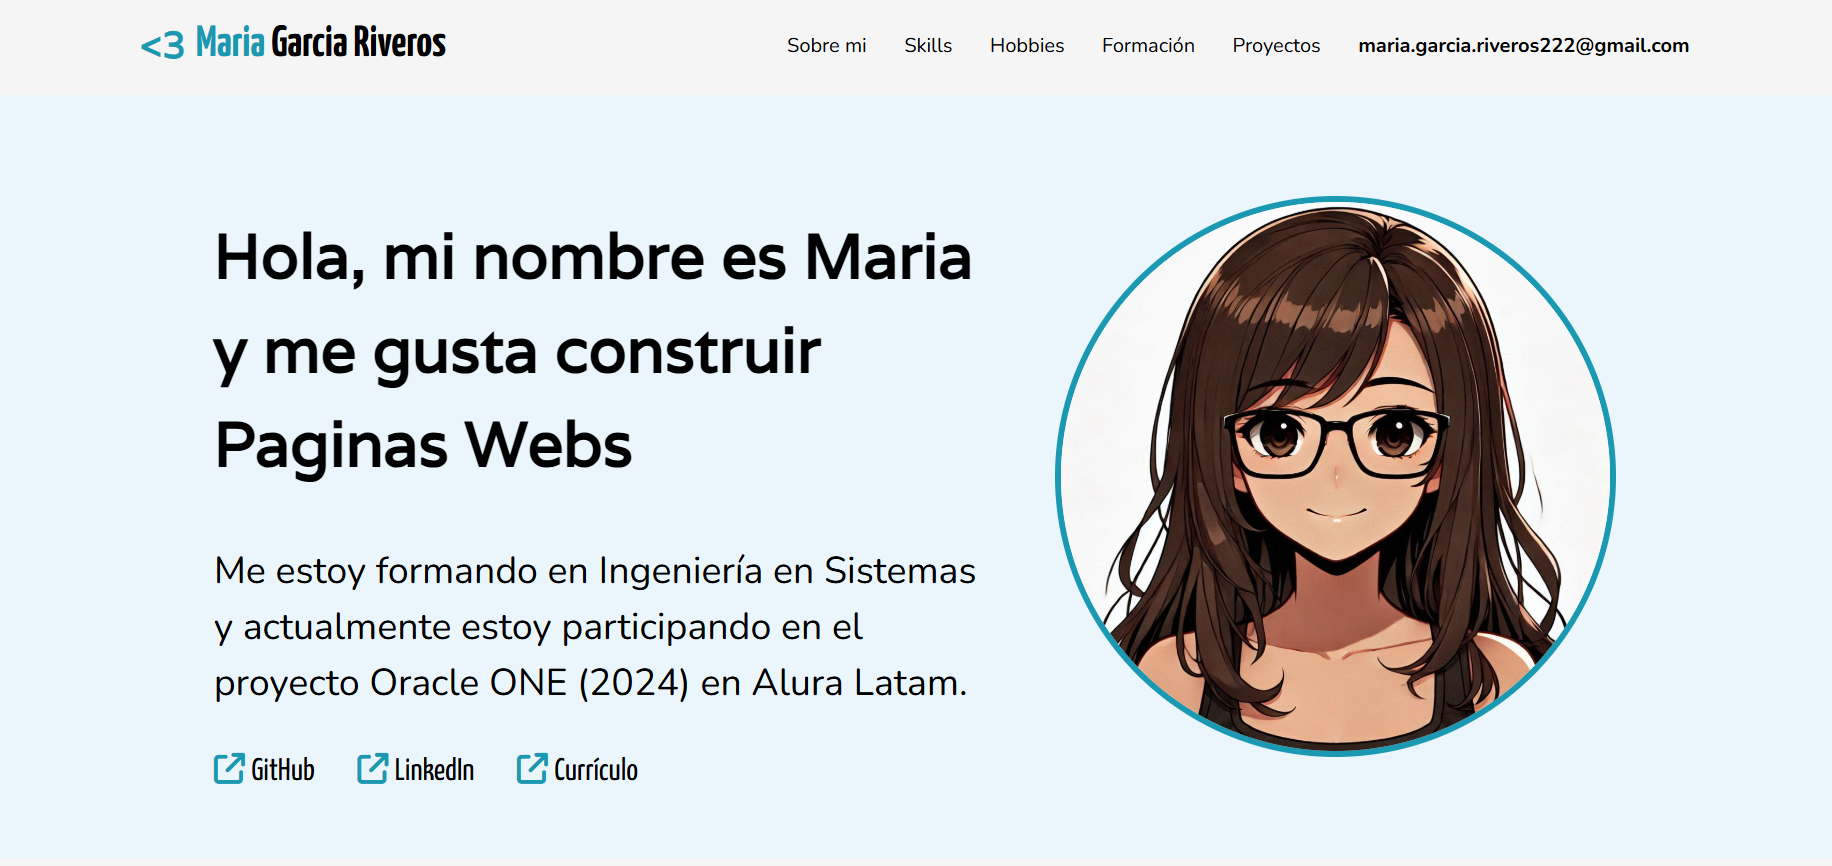 <3 Maria Garcia Riveros
Sobre mi Skills Hobbies Formación Proyectos maria.garcia.riveros222@gmail.com
Hola, mi nombre es Maria
y me gusta construir
Paginas Webs
Me estoy formando en Ingeniería en Sistemas
y actualmente estoy participando en el
proyecto Oracle ONE (2024) en Alura Latam.
GitHub LinkedIn Currículo